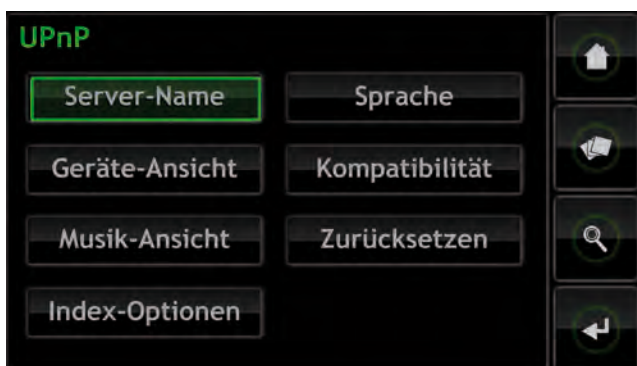 UPnP
Server-Name
Sprache
Geräte-Ansicht
Kompatibilität
Musik-Ansicht
Zurücksetzen
Index-Optionen